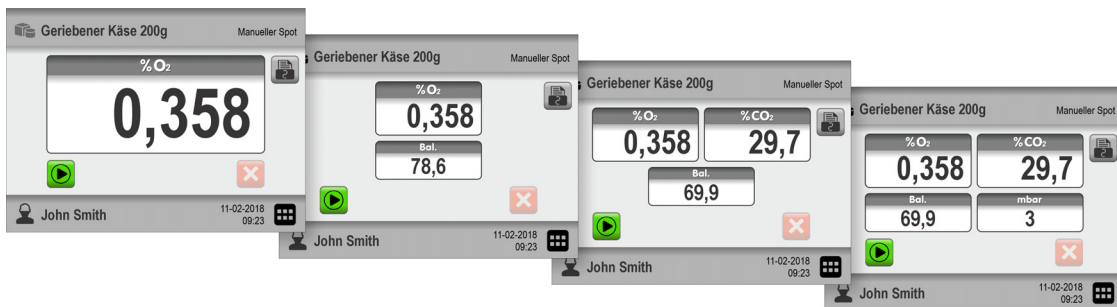 Geriebener Käse 200g Manueller Spot
%O₂
0,358
John Smith 11-02-2018
09:23
Geriebener Käse 200g Manueller Spot
%O₂
0,358
Bal.
78,6
John Smith 11-02-2018
09:23
Geriebener Käse 200g Manueller Spot
%O₂ %CO₂
0,358 29,7
Bal.
69,9
John Smith 11-02-2018
09:23
Geriebener Käse 200g Manueller Spot
%O₂ %CO₂
0,358 29,7
Bal. mbar
69,9 3
John Smith 11-02-2018
09:23